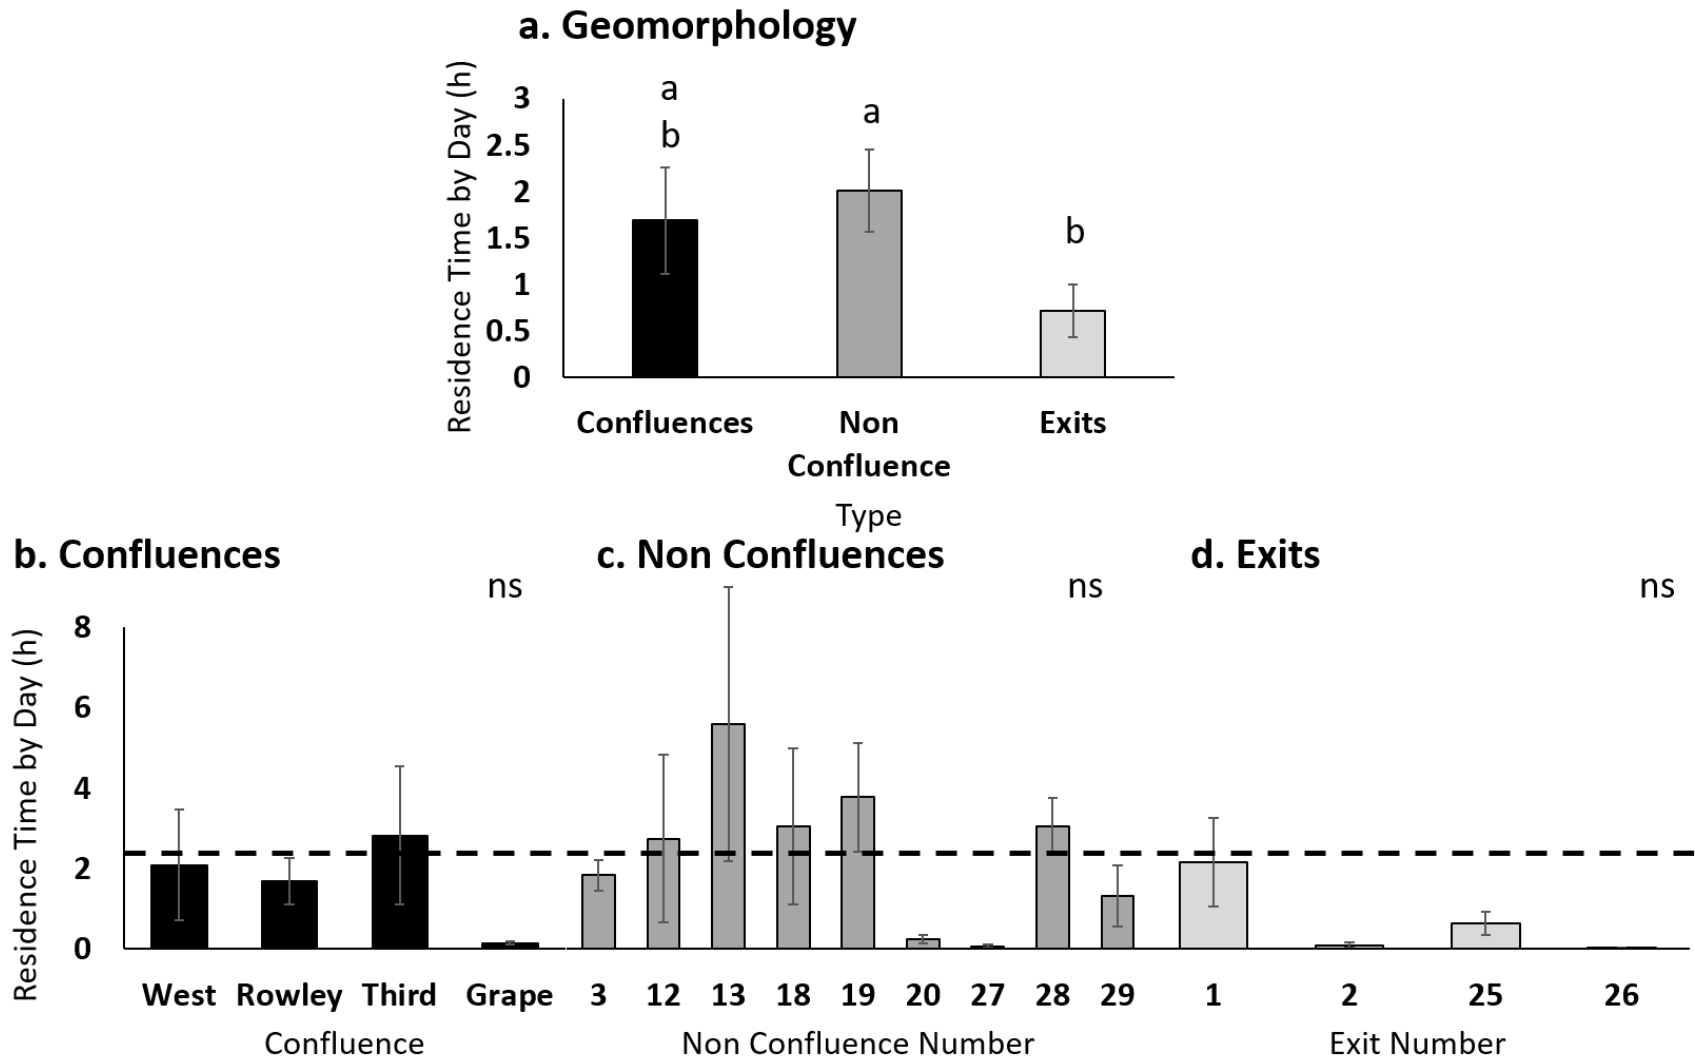 a. Geomorphology
Residence Time by Day (h)
3
2.5
2
1.5
1
0.5
0
a
b
a
b
Confluences
Non
Confluence
Exits
Type
b. Confluences
ns
Residence Time by Day (h)
8
6
4
2
0
West Rowley Third Grape
Confluence
c. Non Confluences
ns
3 12 13 18 19 20 27 28 29
Non Confluence Number
d. Exits
ns
1 2 25 26
Exit Number